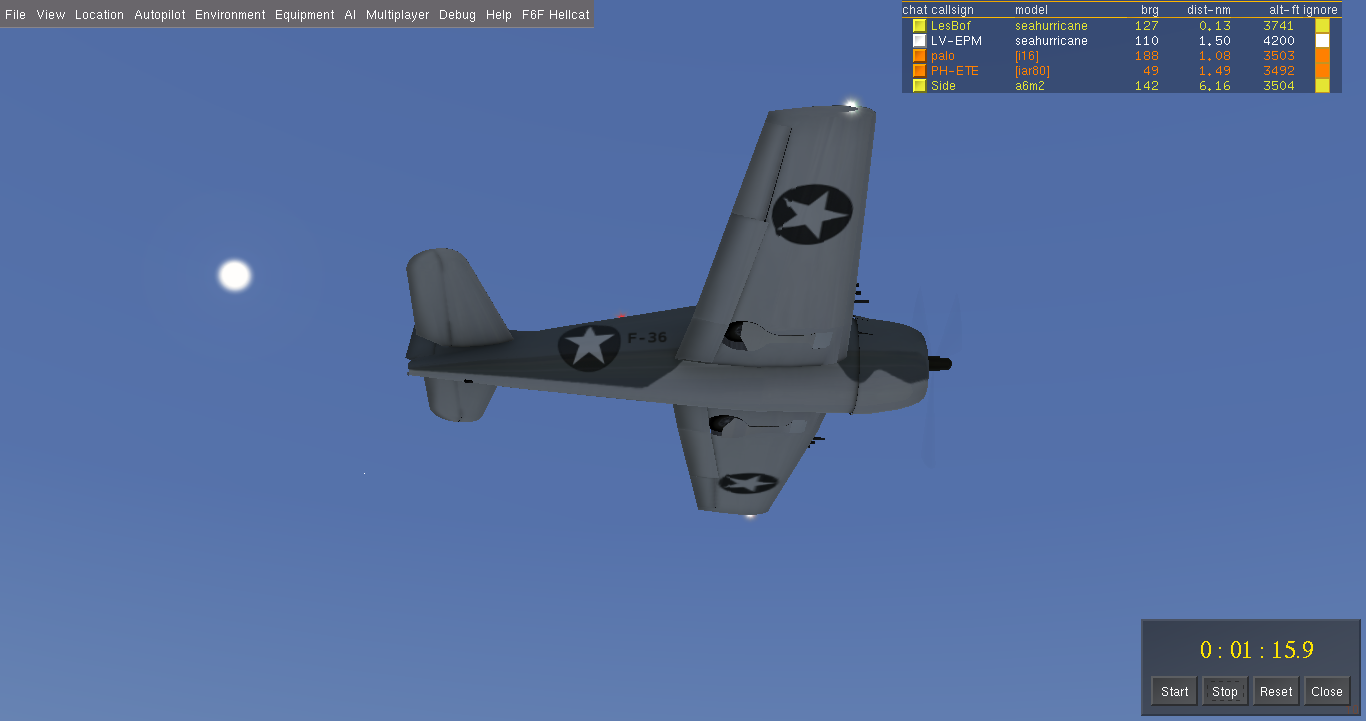 File View Location Autopilot Environment Equipment AI Multiplayer Debug Help F6F Hellcat
chat callsign model brg dist-nm alt-ft ignore
LesBof seahurricane 127 0.13 3741
LV-EPM seahurricane 110 1.50 4200
palo [i16] 188 1.08 3503
PH-ETE [iar80] 49 1.49 3492
Side a6m2 142 6.16 3504
F-36
0 : 01 : 15.9
Start Stop Reset Close